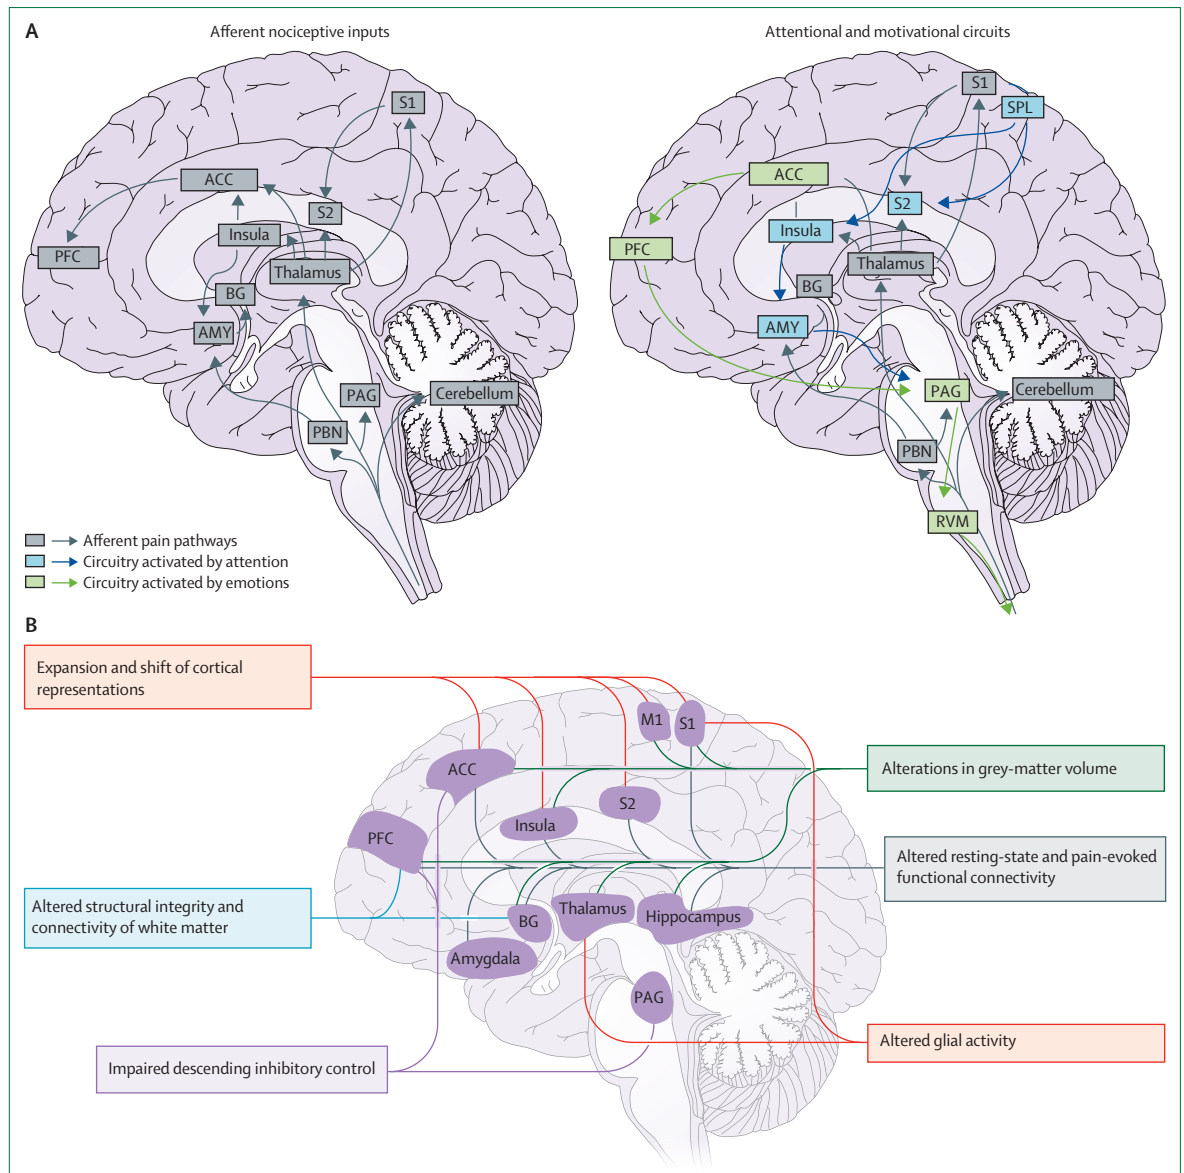 A
Afferent nociceptive inputs
S1
ACC
S2
Insula
PFC
Thalamus
BG
AMY
PAG
Cerebellum
PBN
Attentional and motivational circuits
S1
SPL
ACC
S2
Insula
PFC
Thalamus
BG
AMY
PAG
Cerebellum
PBN
RVM
Afferent pain pathways
Circuitry activated by attention
Circuitry activated by emotions
B
Expansion and shift of cortical
representations
M1
S1
ACC
Alterations in grey-matter volume
S2
Insula
PFC
Altered resting-state and pain-evoked
functional connectivity
Altered structural integrity and
connectivity of white matter
BG
Thalamus
Hippocampus
Amygdala
PAG
Altered glial activity
Impaired descending inhibitory control